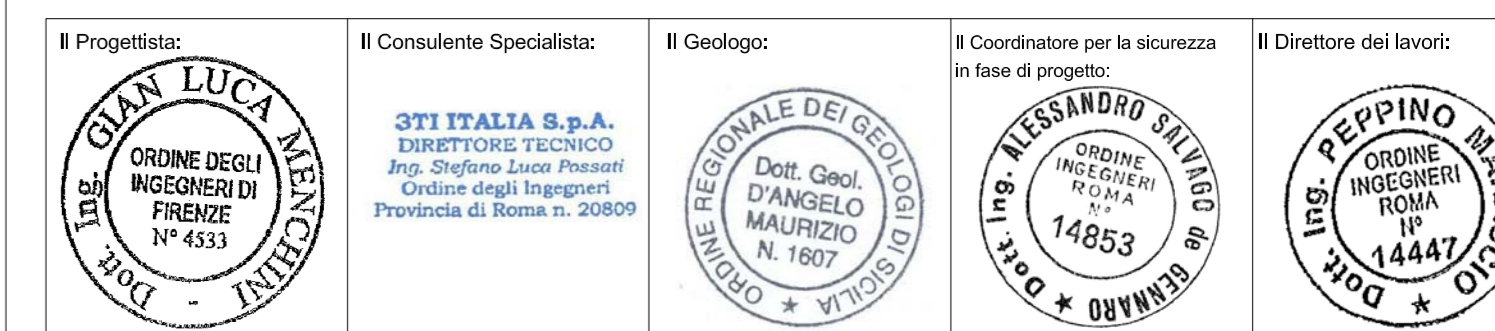 Il Progettista:
Dott. Ing. GIAN LUCA MENCHINI -
ORDINE DEGLI
INGEGNERI DI
FIRENZE
N° 4533
Il Consulente Specialista:
3TI ITALIA S.p.A.
DIRETTORE TECNICO
Ing. Stefano Luca Possati
Ordine degli Ingegneri
Provincia di Roma n. 20809
Il Geologo:
ORDINE REGIONALE DEI GEOLOGI DI SICILIA ★
Dott. Geol.
D'ANGELO
MAURIZIO
N. 1607
Il Coordinatore per la sicurezza
in fase di progetto:
Dott. Ing. ALESSANDRO SALVAGO de GENNARO ★
ORDINE
INGEGNERI
ROMA
N°
14853
Il Direttore dei lavori:
Dott. Ing. PEPPINO
ORDINE
INGEGNERI
ROMA
N°
14447